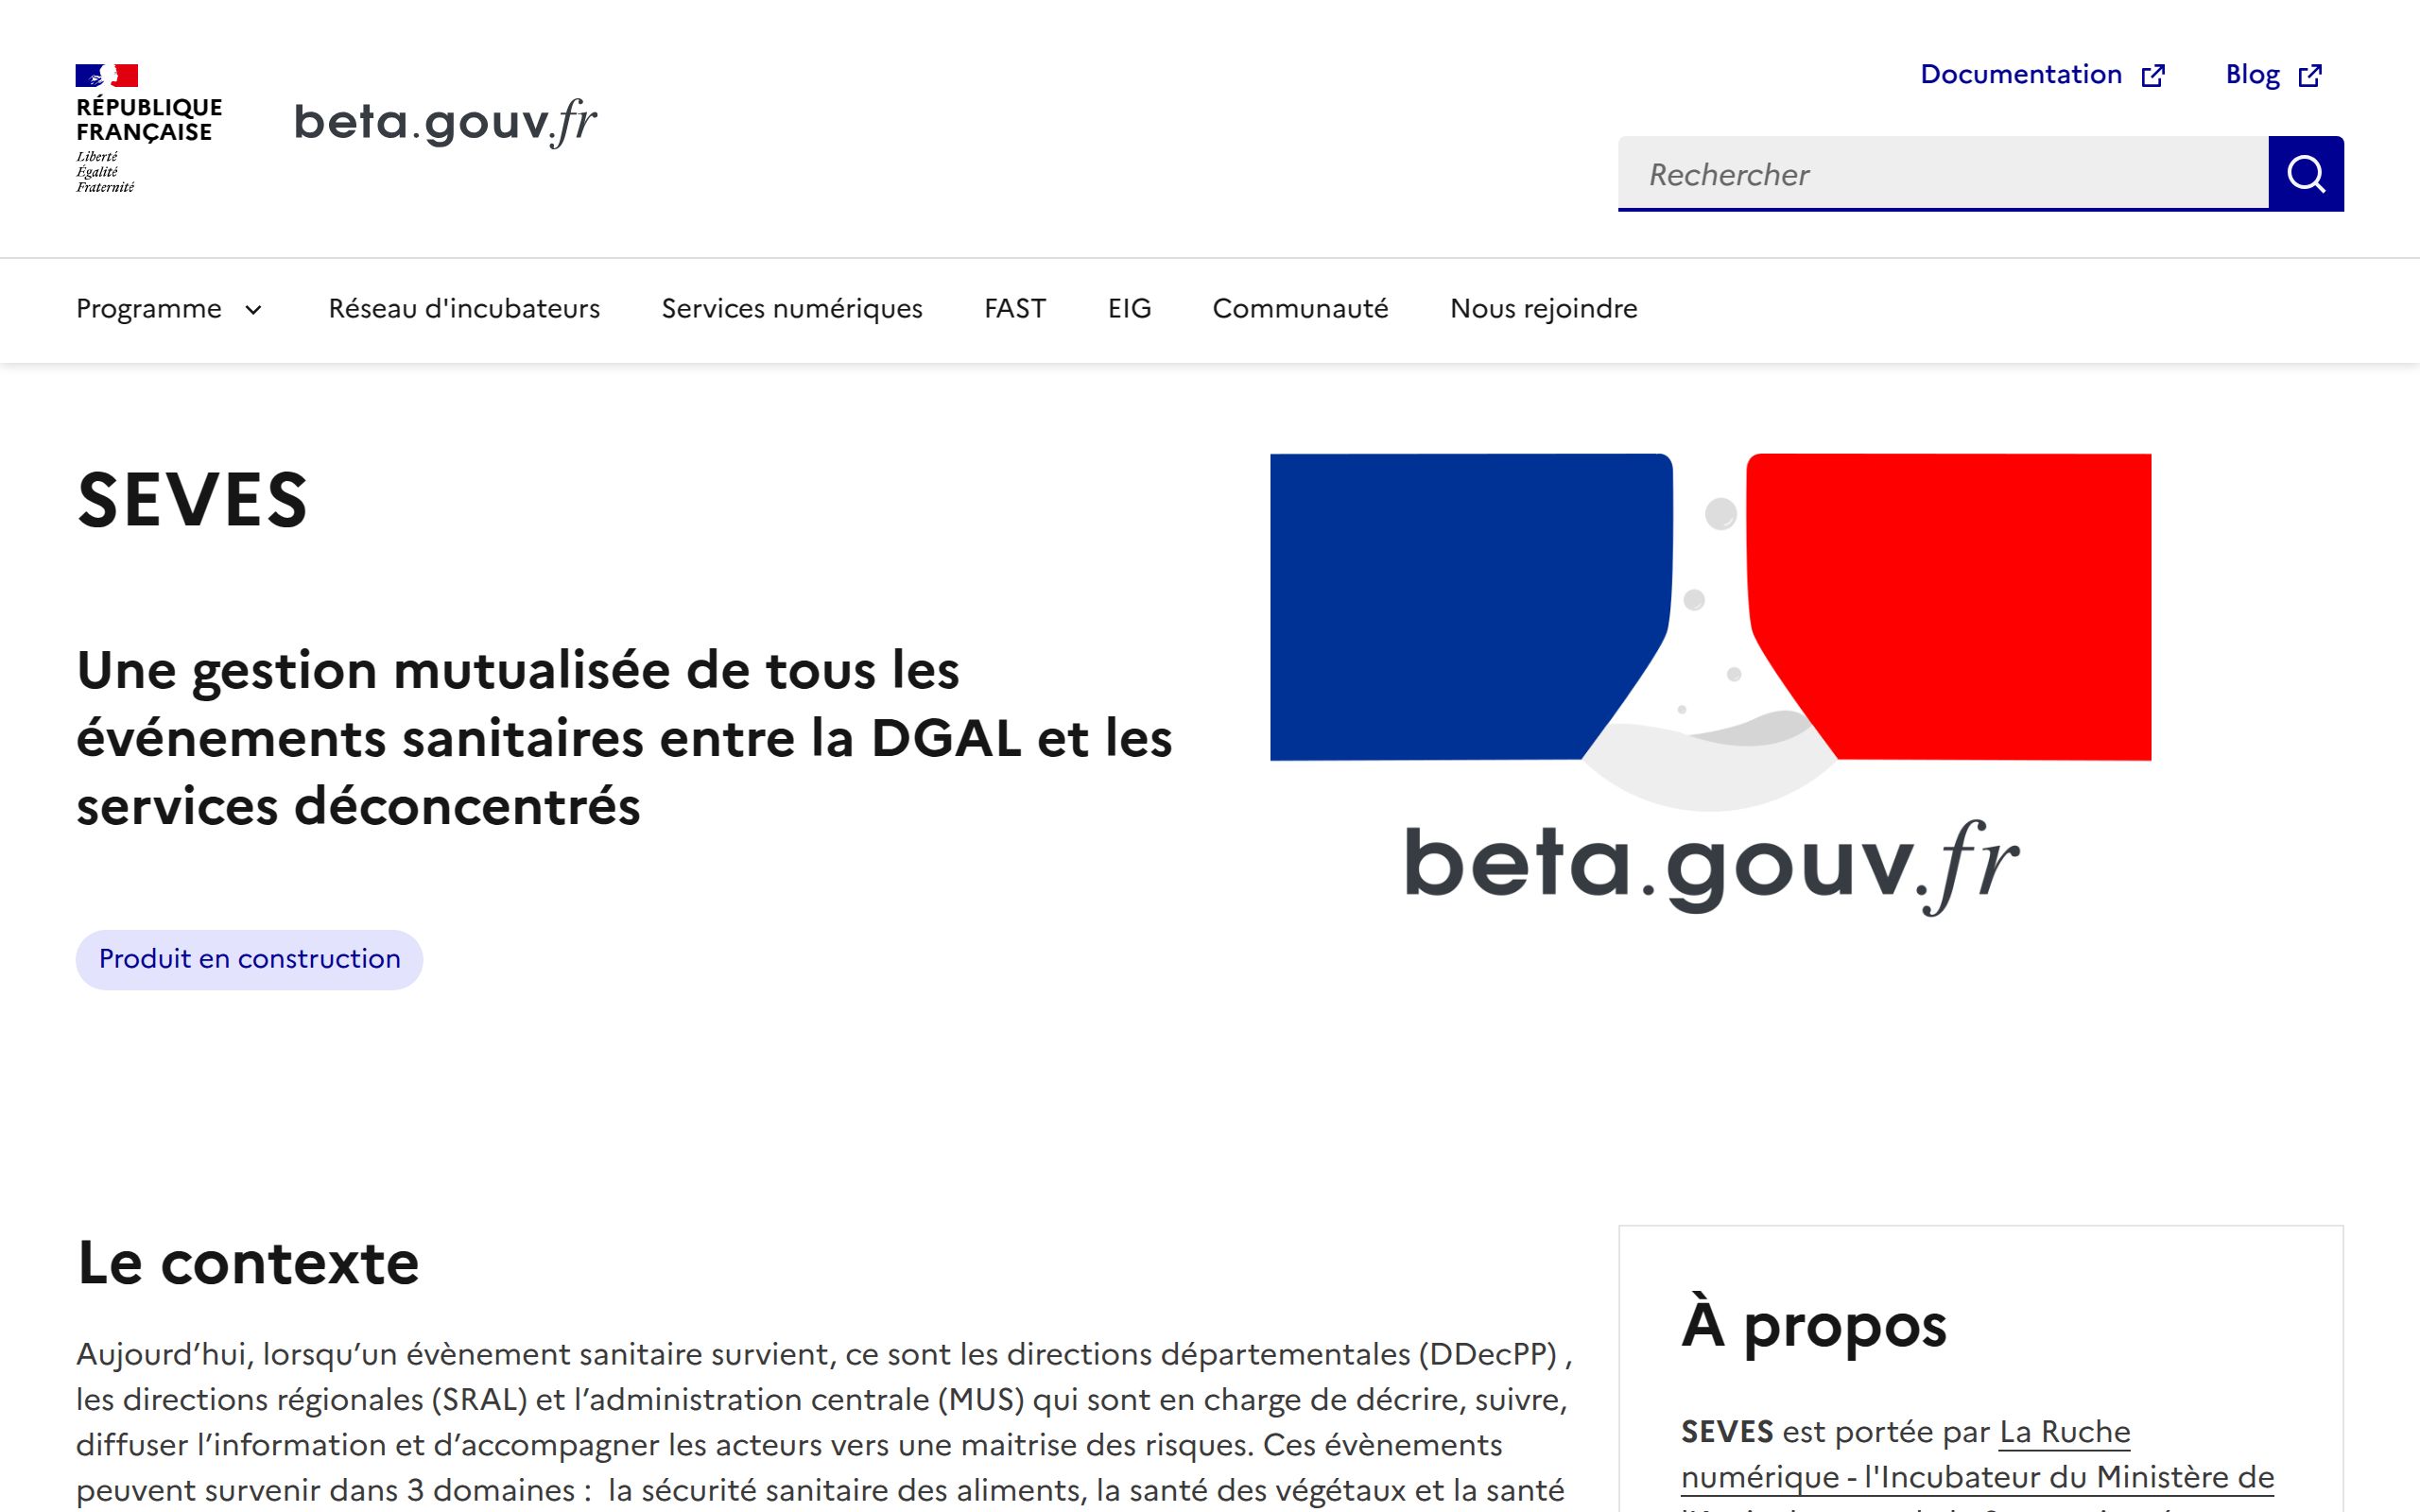 RÉPUBLIQUE
FRANÇAISE
Liberté
Égalité
Fraternité
beta.gouv.fr
Documentation
Blog
Rechercher
Programme
Réseau d'incubateurs
Services numériques
FAST
EIG
Communauté
Nous rejoindre
SEVES
Une gestion mutualisée de tous les
événements sanitaires entre la DGAL et les
services déconcentrés
Produit en construction
beta.gouv.fr
Le contexte
Aujourd’hui, lorsqu’un évènement sanitaire survient, ce sont les directions départementales (DDecPP) ,
les directions régionales (SRAL) et l’administration centrale (MUS) qui sont en charge de décrire, suivre,
diffuser l’information et d’accompagner les acteurs vers une maitrise des risques. Ces évènements
peuvent survenir dans 3 domaines :  la sécurité sanitaire des aliments, la santé des végétaux et la santé
À propos
SEVES est portée par La Ruche
numérique - l'Incubateur du Ministère de